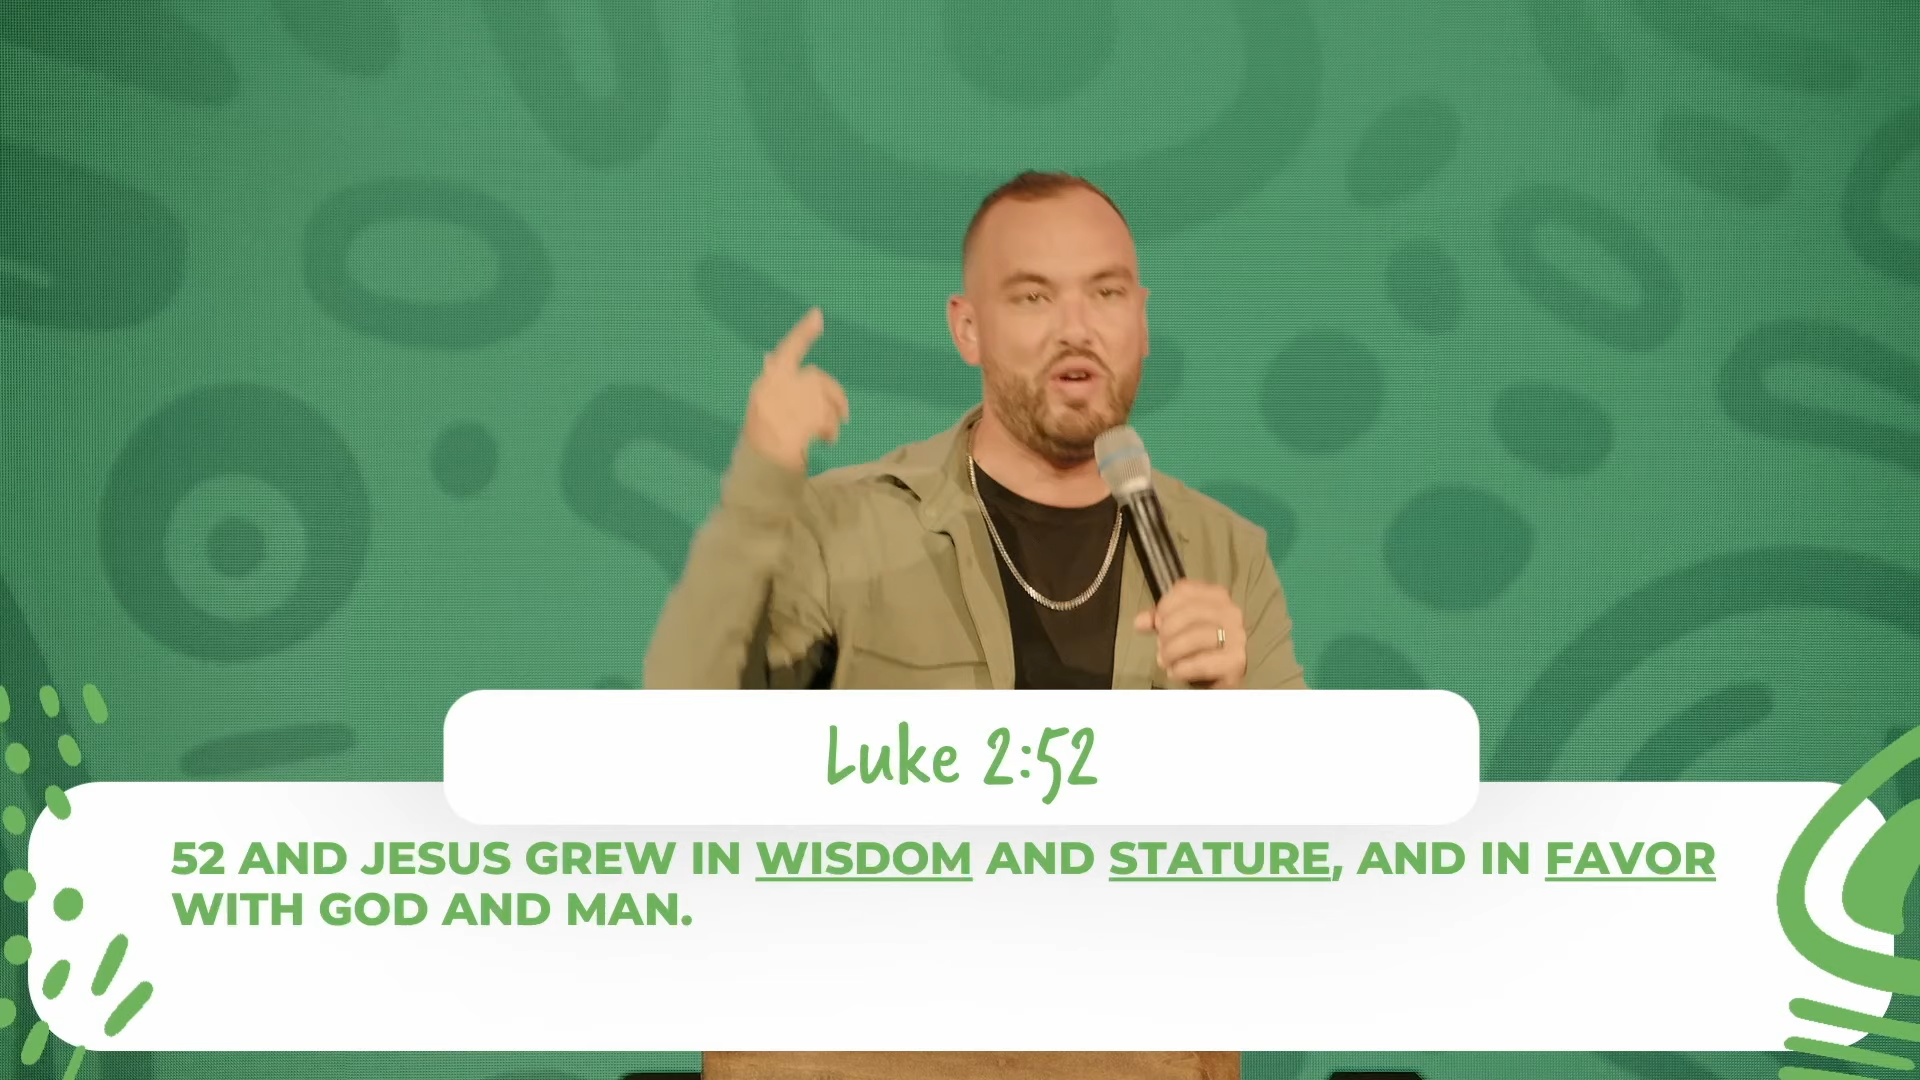 Luke 2:52
52 AND JESUS GREW IN WISDOM AND STATURE, AND IN FAVOR
WITH GOD AND MAN.